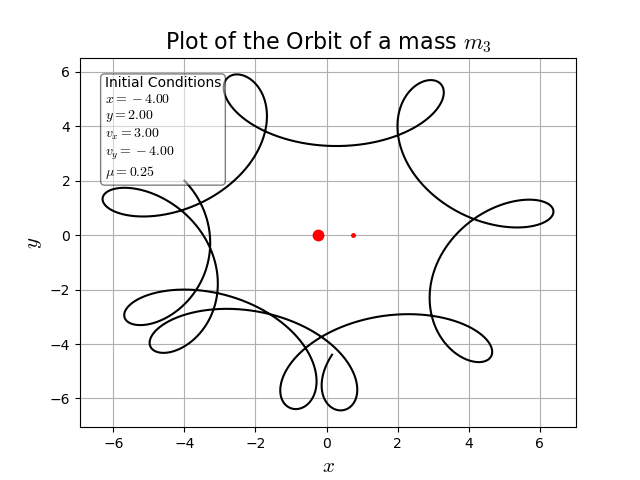 Plot of the Orbit of a mass m₃
Initial Conditions
x = −4.00
y = 2.00
vₓ = 3.00
v_y = −4.00
μ = 0.25
6
4
2
0
−2
−4
−6
y
−6
−4
−2
0
2
4
6
x